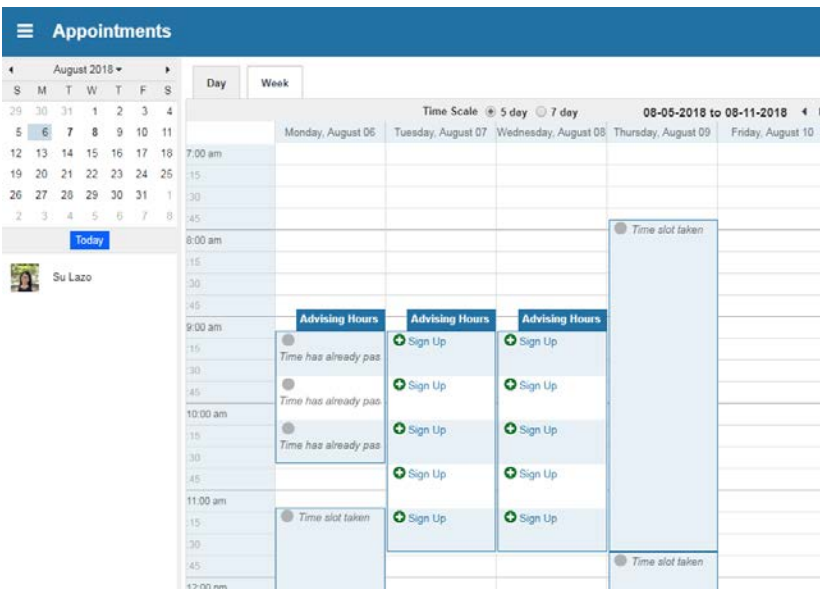 Appointments
August 2018
S M T W T F S
29 30 31 1 2 3 4
5 6 7 8 9 10 11
12 13 14 15 16 17 18
19 20 21 22 23 24 25
26 27 28 29 30 31 1
2 3 4 5 6 7 8
Today
Su Lazo
Day Week
Time Scale 5 day 7 day 08-05-2018 to 08-11-2018
Monday, August 06 Tuesday, August 07 Wednesday, August 08 Thursday, August 09 Friday, August 10
7:00 am
:15
:30
:45
Time slot taken
8:00 am
:15
:30
:45
Advising Hours Advising Hours Advising Hours
9:00 am
Sign Up Sign Up
:15
Time has already pas
:30
:45 Sign Up Sign Up
Time has already pas
10:00 am
Sign Up Sign Up
:15
Time has already pas
:30
:45 Sign Up Sign Up
11:00 am
:15 Time slot taken Sign Up Sign Up
:30
:45 Time slot taken
12:00 pm